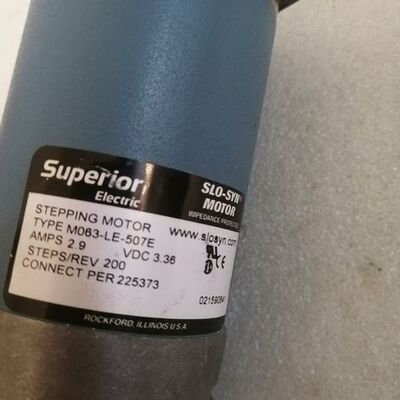 Superior
Electric
SLO-SYN
MOTOR
IMPEDANCE PROTECTED
www.slosyn.com
STEPPING MOTOR
TYPE M063-LE-507E
AMPS 2.9 VDC 3.36
STEPS/REV 200
CONNECT PER 225373
ROCKFORD, ILLINOIS U.S.A